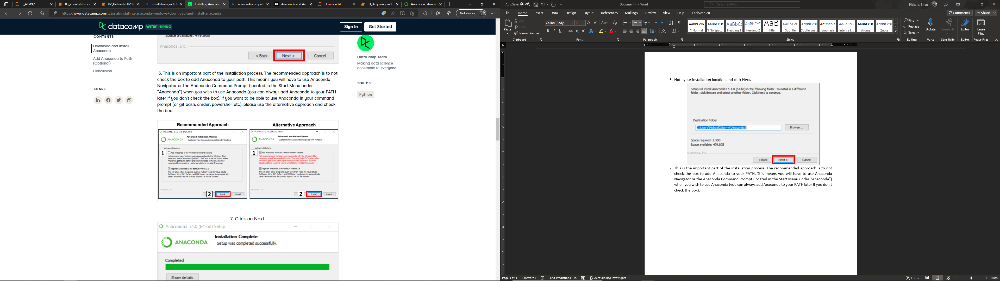 1_ACWA/
03_Zonal statistics
02_Delineate H20s
installation guide f
Installing Anaconda
anaconda compata
Anaconda and Arc
Downloads/
01_Acquiring and
Anaconda | Anacor
https://www.datacamp.com/tutorial/installing-anaconda-windows#download-and-install-anaconda
Not syncing
datacamp WE'RE HIRING
Sign In
Get Started
CONTENTS
Download and Install
Anaconda
Add Anaconda to Path
(Optional)
Conclusion
SHARE
Space available: 479.8GB
Anaconda, Inc.
< Back
Next >
Cancel
6. This is an important part of the installation process. The recommended approach is to not
check the box to add Anaconda to your path. This means you will have to use Anaconda
Navigator or the Anaconda Command Prompt (located in the Start Menu under
"Anaconda") when you wish to use Anaconda (you can always add Anaconda to your PATH
later if you don't check the box). If you want to be able to use Anaconda in your command
prompt (or git bash, cmder, powershell etc), please use the alternative approach and check
the box.
Recommended Approach
Anaconda3 5.1.0 (64-bit) Setup
ANACONDA
Advanced Installation Options
Customize how Anaconda integrates with Windows
Advanced Options
1
Add Anaconda to my PATH environment variable
Not recommended. Instead, open Anaconda with the Windows Start
menu and select "Anaconda (64-bit)". This "add to PATH" option makes
Anaconda get found before previously installed software, but may
cause problems requiring you to uninstall and reinstall Anaconda.
Register Anaconda as my default Python 3.6
This will allow other programs, such as Python Tools for Visual Studio
PyCharm, Wing IDE, PyDev, and MSI binary packages, to automatically
detect Anaconda as the primary Python 3.6 on the system.
Anaconda, Inc.
2
Install
Cancel
Alternative Approach
Anaconda3 5.1.0 (64-bit) Setup
ANACONDA
Advanced Installation Options
Customize how Anaconda integrates with Windows
Advanced Options
1
Add Anaconda to my PATH environment variable
Not recommended. Instead, open Anaconda with the Windows Start
menu and select "Anaconda (64-bit)". This "add to PATH" option makes
Anaconda get found before previously installed software, but may
cause problems requiring you to uninstall and reinstall Anaconda.
Register Anaconda as my default Python 3.6
This will allow other programs, such as Python Tools for Visual Studio
PyCharm, Wing IDE, PyDev, and MSI binary packages, to automatically
detect Anaconda as the primary Python 3.6 on the system.
Anaconda, Inc.
2
Install
Cancel
7. Click on Next.
Anaconda3 5.1.0 (64-bit) Setup
ANACONDA
Installation Complete
Setup was completed successfully.
Completed
Show details
DataCamp Team
Making data science
accessible to everyone
TOPICS
Python
AutoSave Off
Document1 - Word
Search (Alt+Q)
Pickard, Brian
File Home Insert Draw Design Layout References Mailings Review View Help EndNote 20
Comments
Share
Paste
Cut
Copy
Format Painter
Clipboard
Calibri (Body) 12
Font
Paragraph
AaBbCcDc
¶ Normal
AaBbCcDc
¶ No Spac...
AaBbCc
Heading 1
AaBbCcD
Heading 2
AaB
Title
AaBbCcD
Subtitle
AaBbCcDc
Subtle Em...
AaBbCcDc
Emphasis
AaBbCcDc
Intense E...
AaBbCcDc
Strong
AaBbCcDc
Quote
Styles
Find
Replace
Select
Editing
Dictate
Voice
Sensitivity
Sensitivity
Editor
Editor
Reuse
Files
Reuse Files
6. Note your installation location and click Next.
Setup will install Anaconda3 5.1.0 (64-bit) in the following folder. To install in a different
folder, click Browse and select another folder. Click Next to continue.
Destination Folder
C:\Users\MichaelGalarnyk\Anaconda3
Browse...
Space required: 2.5GB
Space available: 479.8GB
Anaconda, Inc.
< Back
Next >
Cancel
7. This is the important part of the installation process. The recommended approach is to not
check the box to add Anaconda to your PATH. This means you will have to use Anaconda
Navigator or the Anaconda Command Prompt (located in the Start Menu under “Anaconda”)
when you wish to use Anaconda (you can always add Anaconda to your PATH later if you don’t
check the box).
Page 3 of 3
138 words
Text Predictions: On
Accessibility: Investigate
Focus
100%